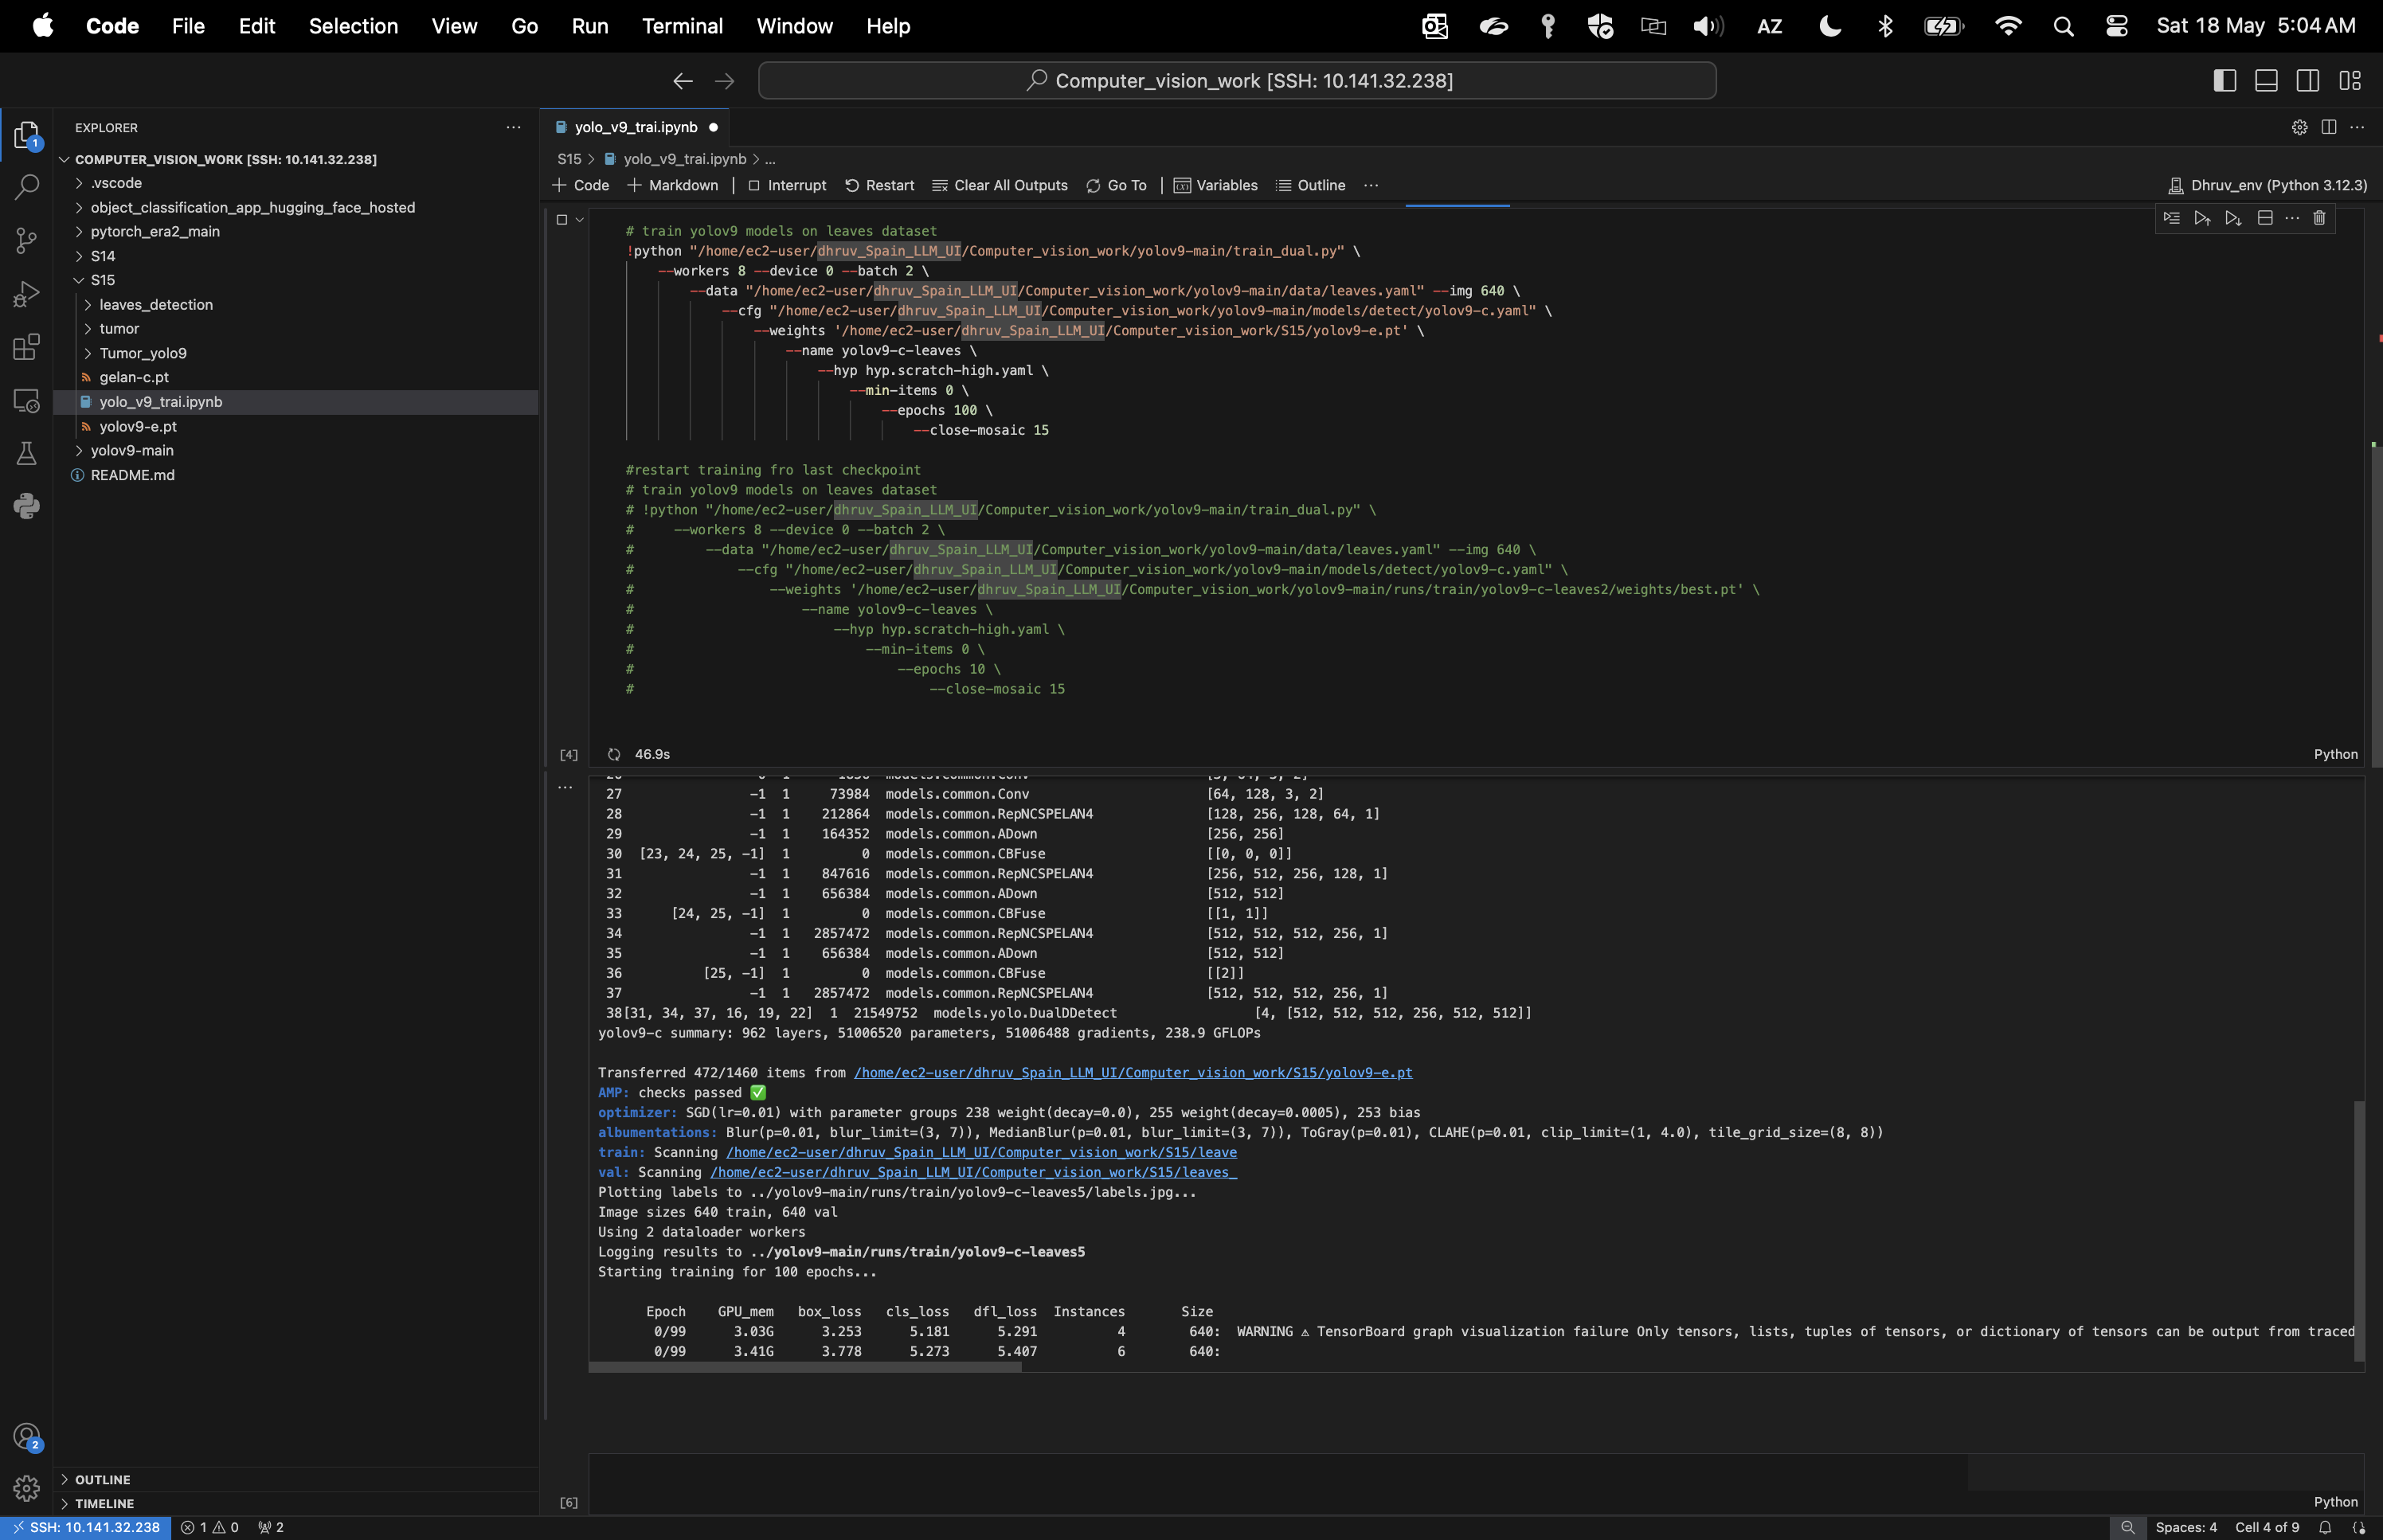 Code File Edit Selection View Go Run Terminal Window Help AZ Sat 18 May 5:04 AM
Computer_vision_work [SSH: 10.141.32.238]
EXPLORER
COMPUTER_VISION_WORK [SSH: 10.141.32.238]
.vscode
object_classification_app_hugging_face_hosted
pytorch_era2_main
S14
S15
leaves_detection
tumor
Tumor_yolo9
gelan-c.pt
yolo_v9_trai.ipynb
yolov9-e.pt
yolov9-main
README.md
OUTLINE
TIMELINE
1
2
yolo_v9_trai.ipynb
S15 > yolo_v9_trai.ipynb > ...
+ Code + Markdown | Interrupt Restart Clear All Outputs Go To | Variables Outline ... Dhruv_env (Python 3.12.3)
# train yolov9 models on leaves dataset
!python "/home/ec2-user/dhruv_Spain_LLM_UI/Computer_vision_work/yolov9-main/train_dual.py" \
--workers 8 --device 0 --batch 2 \
--data "/home/ec2-user/dhruv_Spain_LLM_UI/Computer_vision_work/yolov9-main/data/leaves.yaml" --img 640 \
--cfg "/home/ec2-user/dhruv_Spain_LLM_UI/Computer_vision_work/yolov9-main/models/detect/yolov9-c.yaml" \
--weights '/home/ec2-user/dhruv_Spain_LLM_UI/Computer_vision_work/S15/yolov9-e.pt' \
--name yolov9-c-leaves \
--hyp hyp.scratch-high.yaml \
--min-items 0 \
--epochs 100 \
--close-mosaic 15
#restart training fro last checkpoint
# train yolov9 models on leaves dataset
# !python "/home/ec2-user/dhruv_Spain_LLM_UI/Computer_vision_work/yolov9-main/train_dual.py" \
# --workers 8 --device 0 --batch 2 \
# --data "/home/ec2-user/dhruv_Spain_LLM_UI/Computer_vision_work/yolov9-main/data/leaves.yaml" --img 640 \
# --cfg "/home/ec2-user/dhruv_Spain_LLM_UI/Computer_vision_work/yolov9-main/models/detect/yolov9-c.yaml" \
# --weights '/home/ec2-user/dhruv_Spain_LLM_UI/Computer_vision_work/yolov9-main/runs/train/yolov9-c-leaves2/weights/best.pt' \
# --name yolov9-c-leaves \
# --hyp hyp.scratch-high.yaml \
# --min-items 0 \
# --epochs 10 \
# --close-mosaic 15
[4] 46.9s Python
27 -1 1 73984 models.common.Conv [64, 128, 3, 2]
28 -1 1 212864 models.common.RepNCSPELAN4 [128, 256, 128, 64, 1]
29 -1 1 164352 models.common.ADown [256, 256]
30 [23, 24, 25, -1] 1 0 models.common.CBFuse [[0, 0, 0]]
31 -1 1 847616 models.common.RepNCSPELAN4 [256, 512, 256, 128, 1]
32 -1 1 656384 models.common.ADown [512, 512]
33 [24, 25, -1] 1 0 models.common.CBFuse [[1, 1]]
34 -1 1 2857472 models.common.RepNCSPELAN4 [512, 512, 512, 256, 1]
35 -1 1 656384 models.common.ADown [512, 512]
36 [25, -1] 1 0 models.common.CBFuse [[2]]
37 -1 1 2857472 models.common.RepNCSPELAN4 [512, 512, 512, 256, 1]
38[31, 34, 37, 16, 19, 22] 1 21549752 models.yolo.DualDDetect [4, [512, 512, 512, 256, 512, 512]]
yolov9-c summary: 962 layers, 51006520 parameters, 51006488 gradients, 238.9 GFLOPs
Transferred 472/1460 items from /home/ec2-user/dhruv_Spain_LLM_UI/Computer_vision_work/S15/yolov9-e.pt
AMP: checks passed ✅
optimizer: SGD(lr=0.01) with parameter groups 238 weight(decay=0.0), 255 weight(decay=0.0005), 253 bias
albumentations: Blur(p=0.01, blur_limit=(3, 7)), MedianBlur(p=0.01, blur_limit=(3, 7)), ToGray(p=0.01), CLAHE(p=0.01, clip_limit=(1, 4.0), tile_grid_size=(8, 8))
train: Scanning /home/ec2-user/dhruv_Spain_LLM_UI/Computer_vision_work/S15/leave
val: Scanning /home/ec2-user/dhruv_Spain_LLM_UI/Computer_vision_work/S15/leaves_
Plotting labels to ../yolov9-main/runs/train/yolov9-c-leaves5/labels.jpg...
Image sizes 640 train, 640 val
Using 2 dataloader workers
Logging results to ../yolov9-main/runs/train/yolov9-c-leaves5
Starting training for 100 epochs...
Epoch GPU_mem box_loss cls_loss dfl_loss Instances Size
0/99 3.03G 3.253 5.181 5.291 4 640: WARNING ⚠ TensorBoard graph visualization failure Only tensors, lists, tuples of tensors, or dictionary of tensors can be output from traced
0/99 3.41G 3.778 5.273 5.407 6 640:
[6] Python
SSH: 10.141.32.238 1 0 2 Spaces: 4 Cell 4 of 9